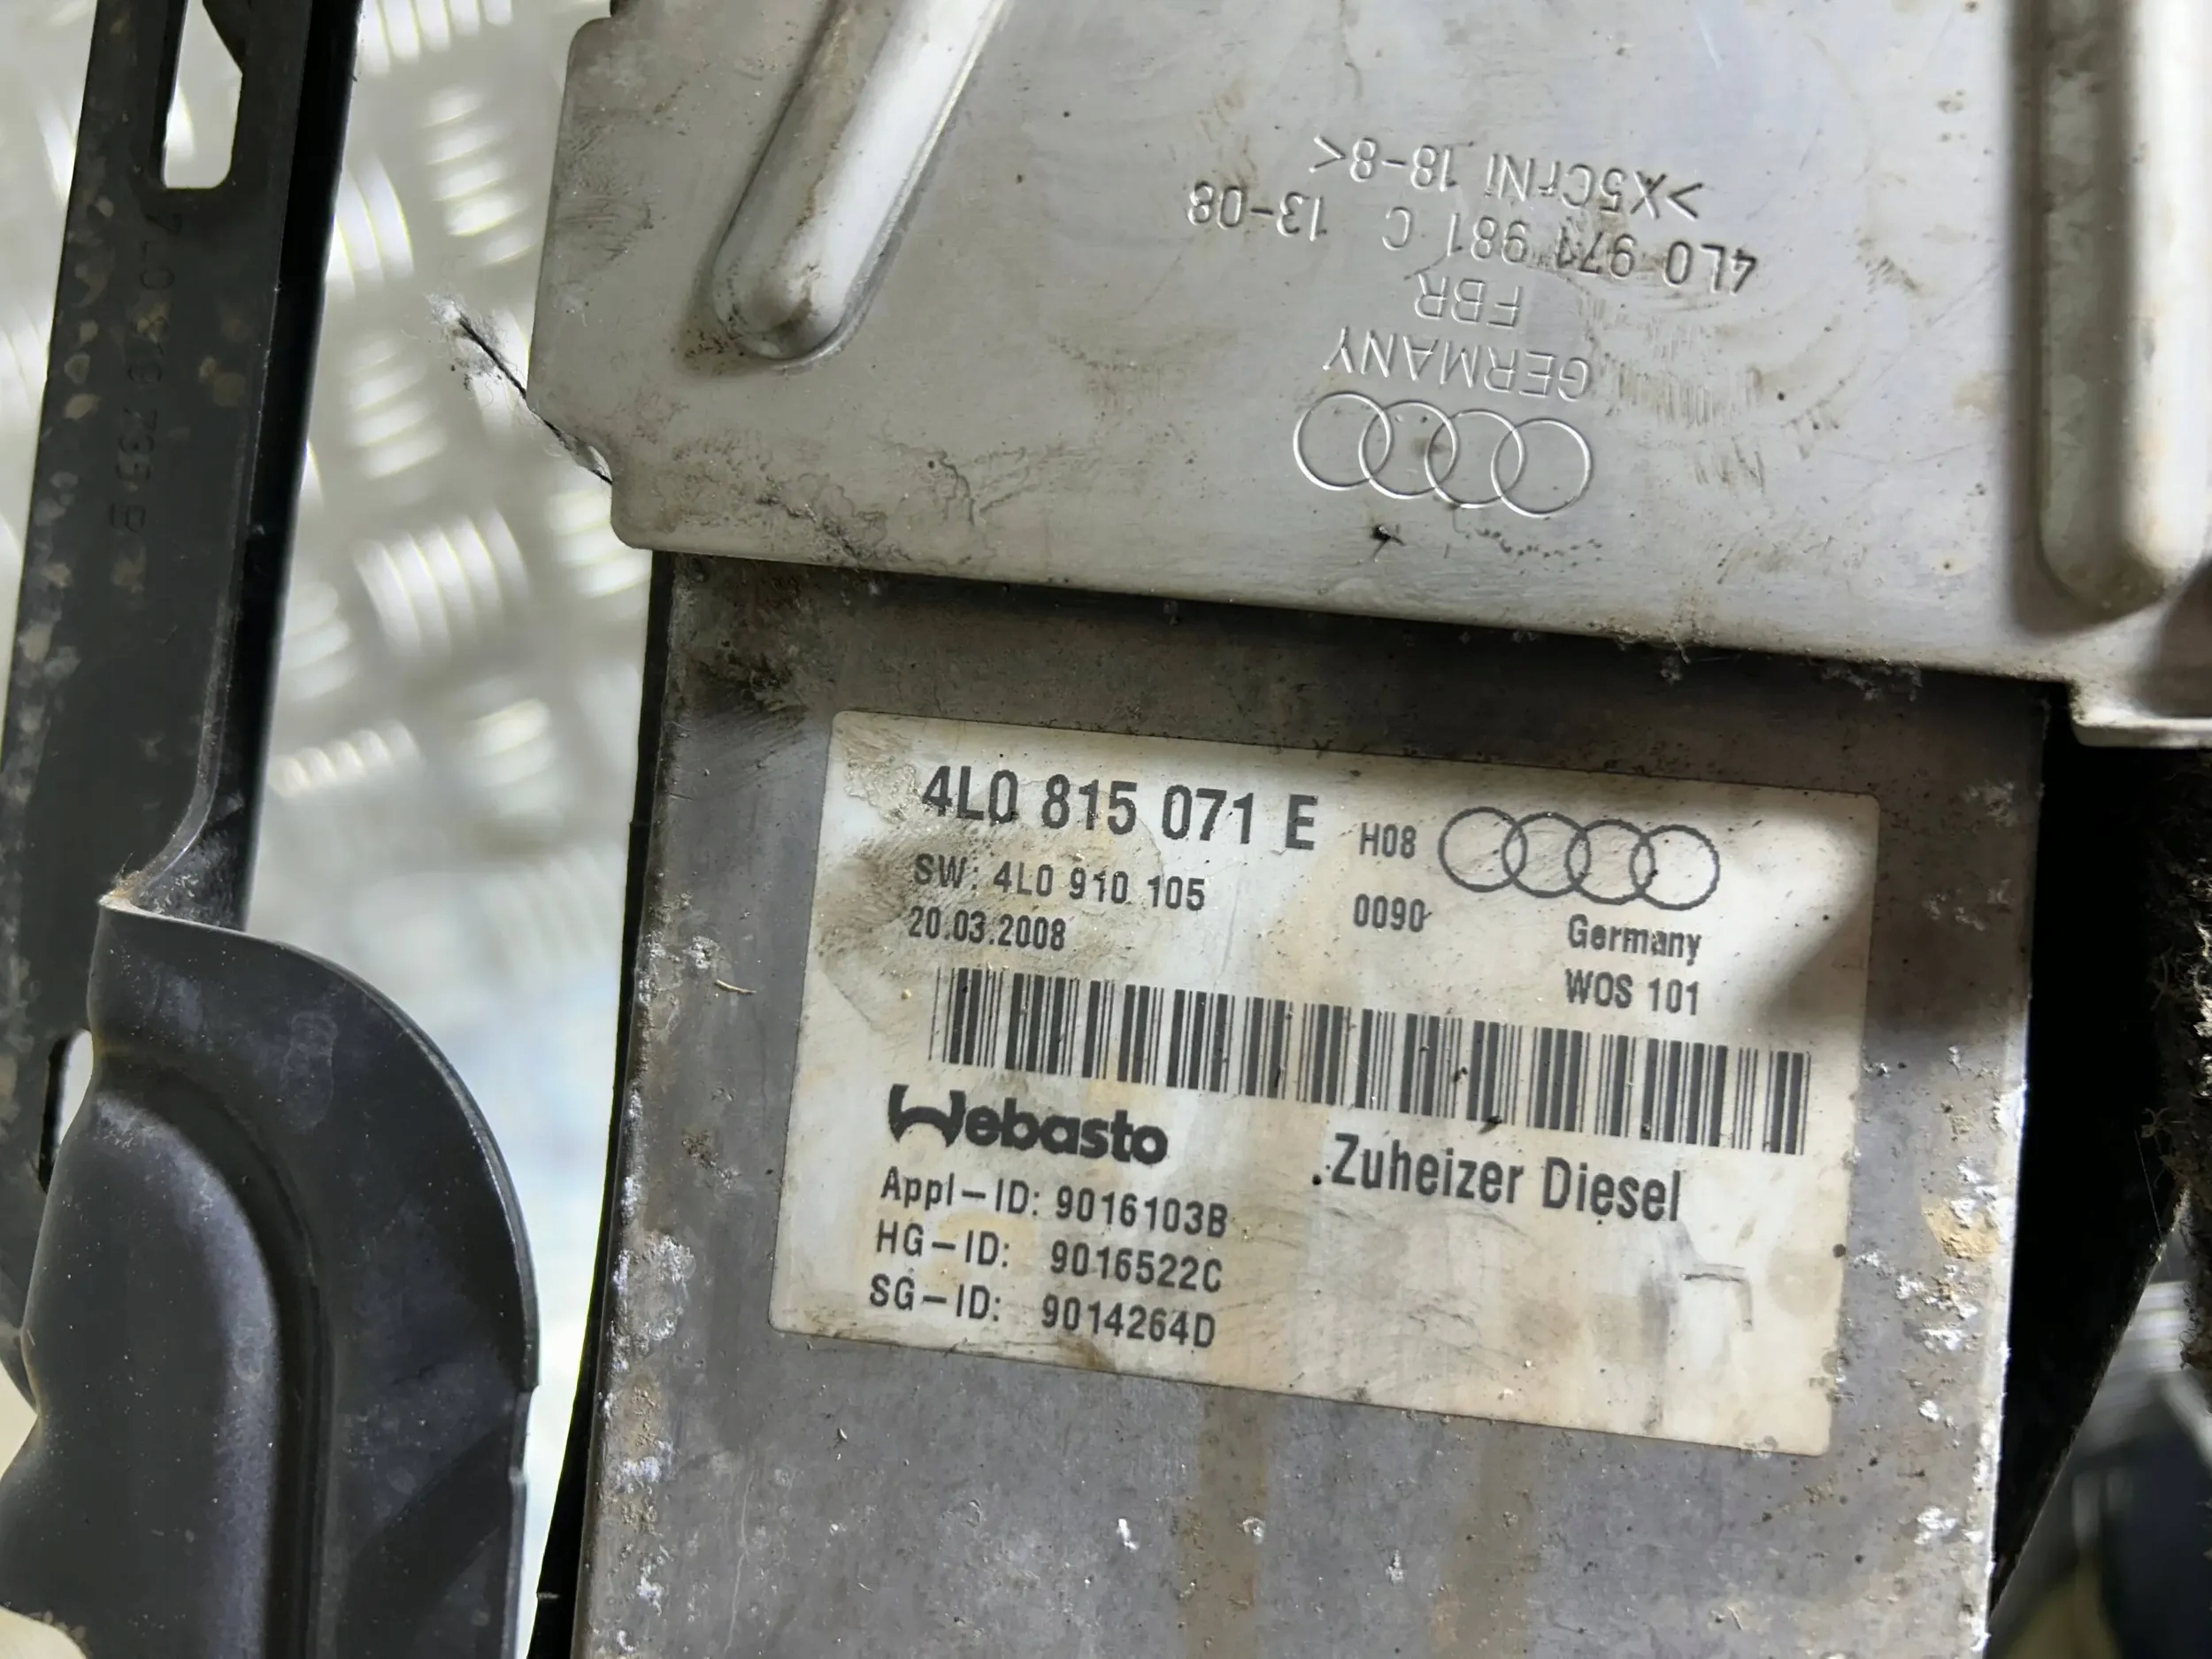 >X5CrNi 18-8<
4L0 971 981 C 13-08
FBR
GERMANY
4L0 815 071 E H08
SW: 4L0 910 105 0090
20.03.2008 Germany
WOS 101
Webasto
Zuheizer Diesel
Appl-ID: 9016103B
HG-ID: 9016522C
SG-ID: 9014264D